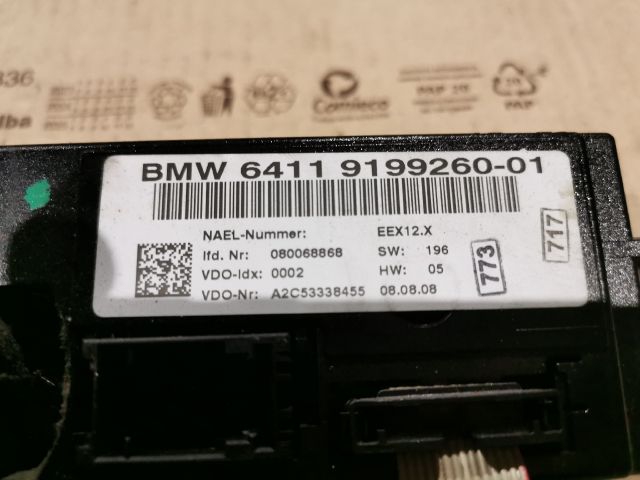 336,
lba
Comieco
PAP
BMW 6411 9199260-01
NAEL-Nummer: EEX12.X
lfd. Nr: 080068868 SW: 196
VDO-Idx: 0002 HW: 05
VDO-Nr: A2C53338455 08.08.08
773
717